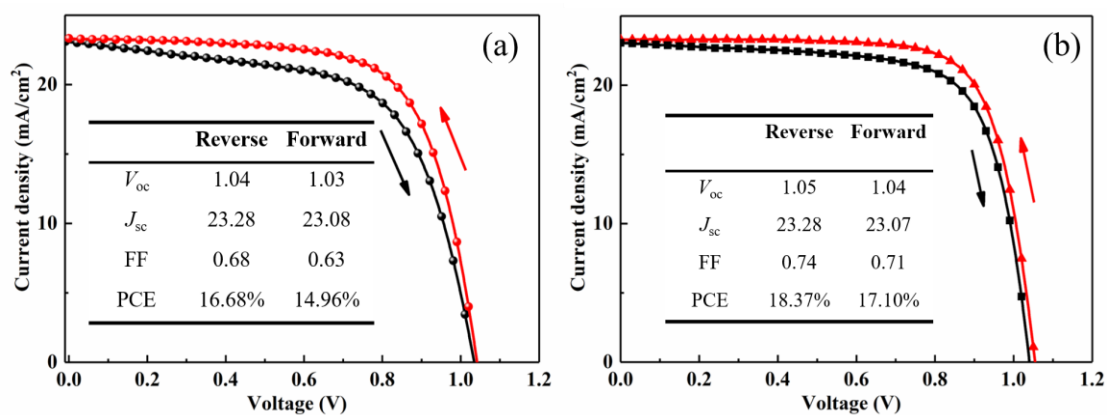 (a)
Current density (mA/cm²)
20
10
0
Reverse Forward
Voc 1.04 1.03
Jsc 23.28 23.08
FF 0.68 0.63
PCE 16.68% 14.96%
0.0 0.2 0.4 0.6 0.8 1.0 1.2
Voltage (V)
(b)
Current density (mA/cm²)
20
10
0
Reverse Forward
Voc 1.05 1.04
Jsc 23.28 23.07
FF 0.74 0.71
PCE 18.37% 17.10%
0.0 0.2 0.4 0.6 0.8 1.0 1.2
Voltage (V)